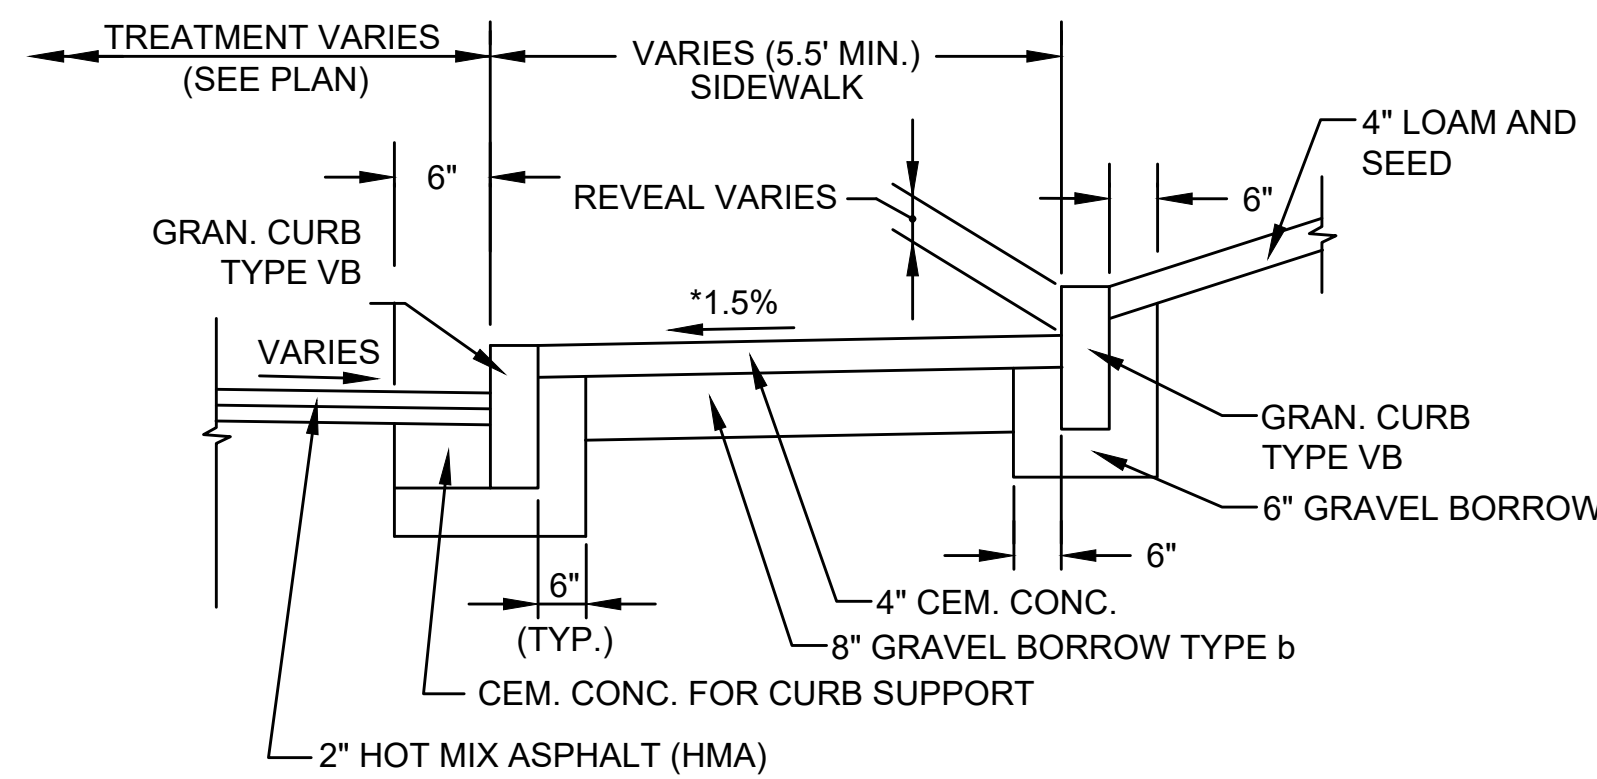 TREATMENT VARIES
(SEE PLAN)
VARIES (5.5' MIN.)
SIDEWALK
4" LOAM AND
SEED
6"
REVEAL VARIES
6"
GRAN. CURB
TYPE VB
*1.5%
VARIES
GRAN. CURB
TYPE VB
6" GRAVEL BORROW
6"
6"
(TYP.)
4" CEM. CONC.
8" GRAVEL BORROW TYPE b
CEM. CONC. FOR CURB SUPPORT
2" HOT MIX ASPHALT (HMA)